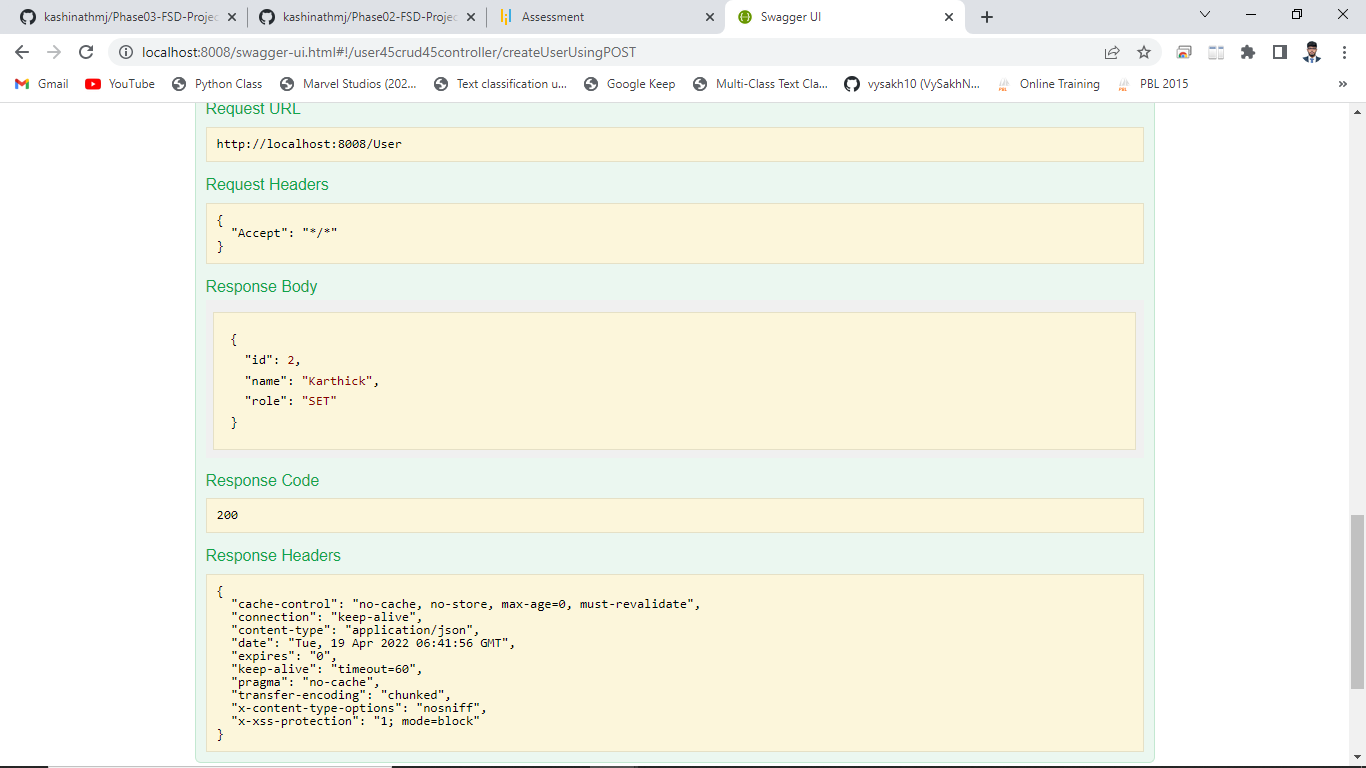 kashinathmj/Phase03-FSD-Projec
kashinathmj/Phase02-FSD-Projec
Assessment
Swagger UI
localhost:8008/swagger-ui.html#!/user45crud45controller/createUserUsingPOST
Gmail
YouTube
Python Class
Marvel Studios (202...
Text classification u...
Google Keep
Multi-Class Text Cla...
vysakh10 (VySakhN...
PBL Online Training
PBL PBL 2015
»
Request URL
http://localhost:8008/User
Request Headers
{
"Accept": "*/*"
}
Response Body
{
"id": 2,
"name": "Karthick",
"role": "SET"
}
Response Code
200
Response Headers
{
"cache-control": "no-cache, no-store, max-age=0, must-revalidate",
"connection": "keep-alive",
"content-type": "application/json",
"date": "Tue, 19 Apr 2022 06:41:56 GMT",
"expires": "0",
"keep-alive": "timeout=60",
"pragma": "no-cache",
"transfer-encoding": "chunked",
"x-content-type-options": "nosniff",
"x-xss-protection": "1; mode=block"
}